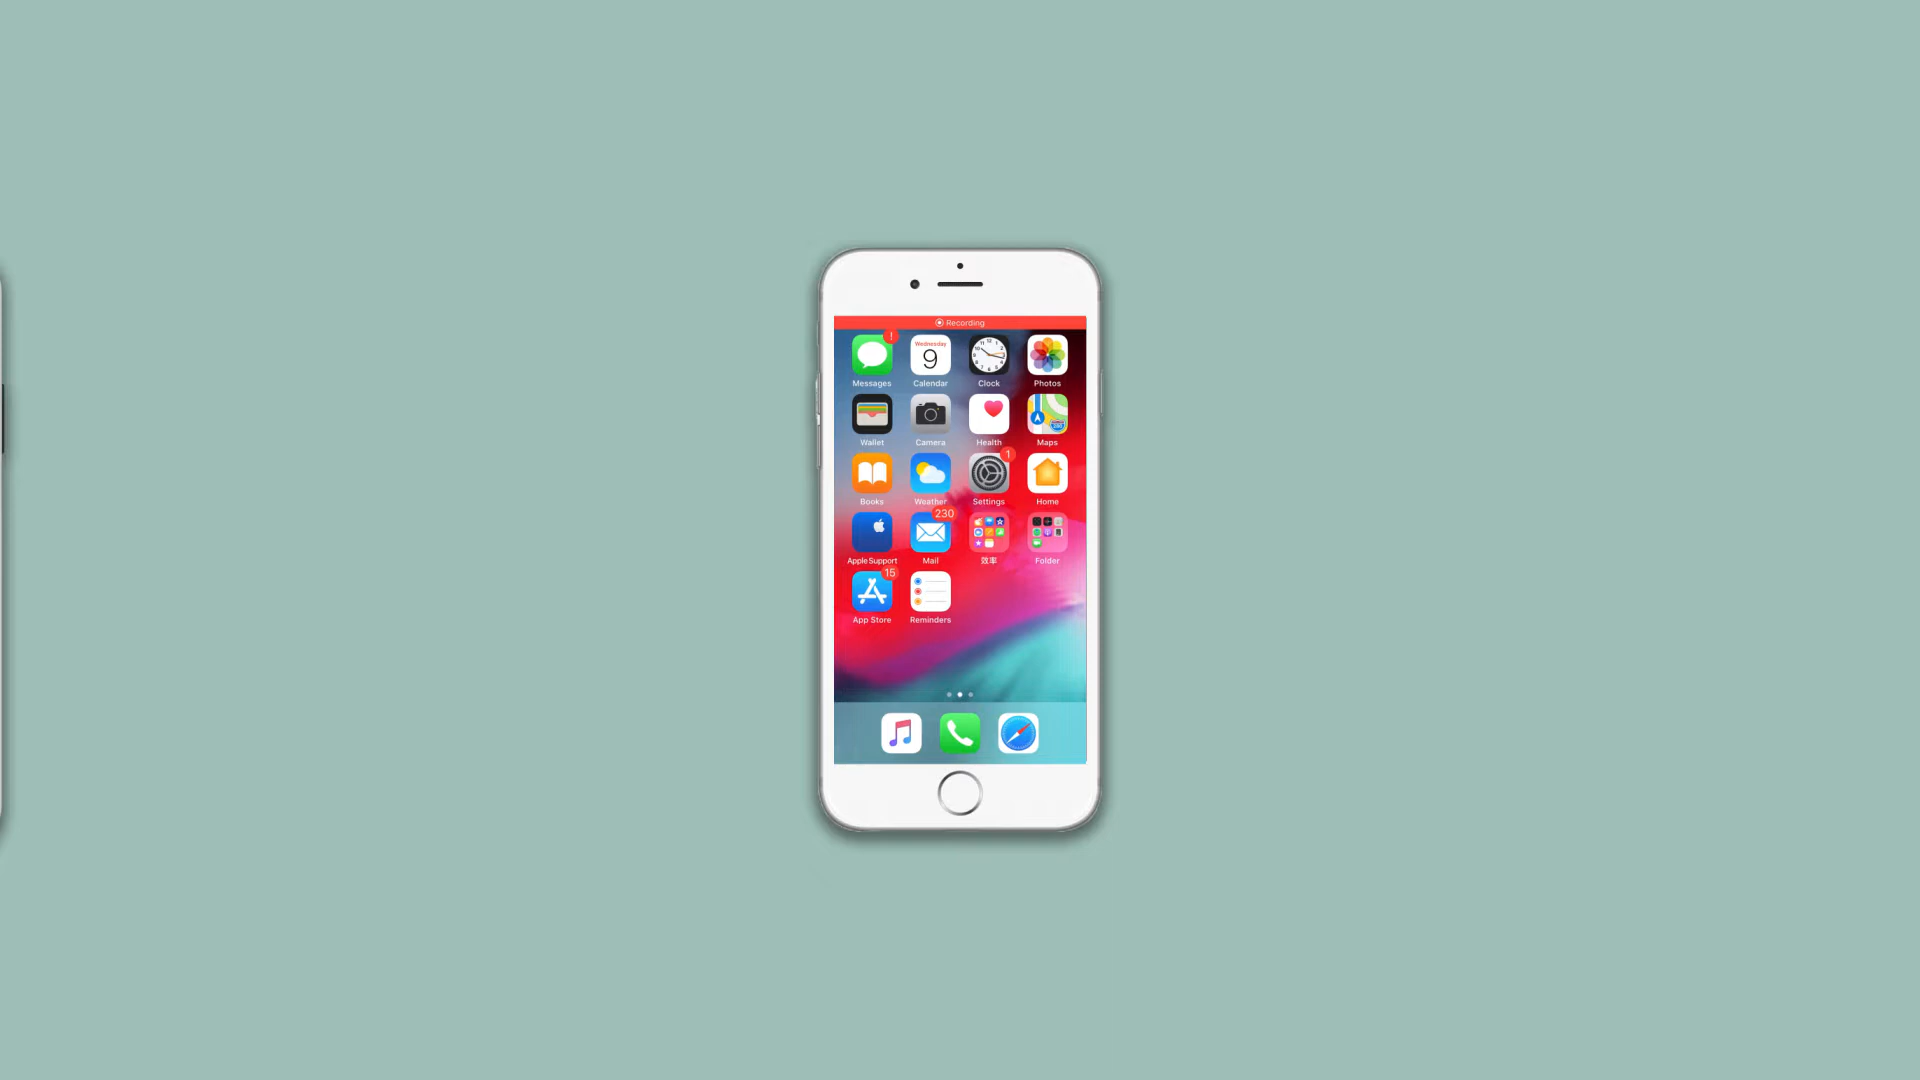 Recording
!
Wednesday
9
Messages
Calendar
Clock
Photos
Wallet
Camera
Health
Maps
1
Books
Weather
Settings
Home
230
Apple Support
Mail
效率
Folder
15
App Store
Reminders